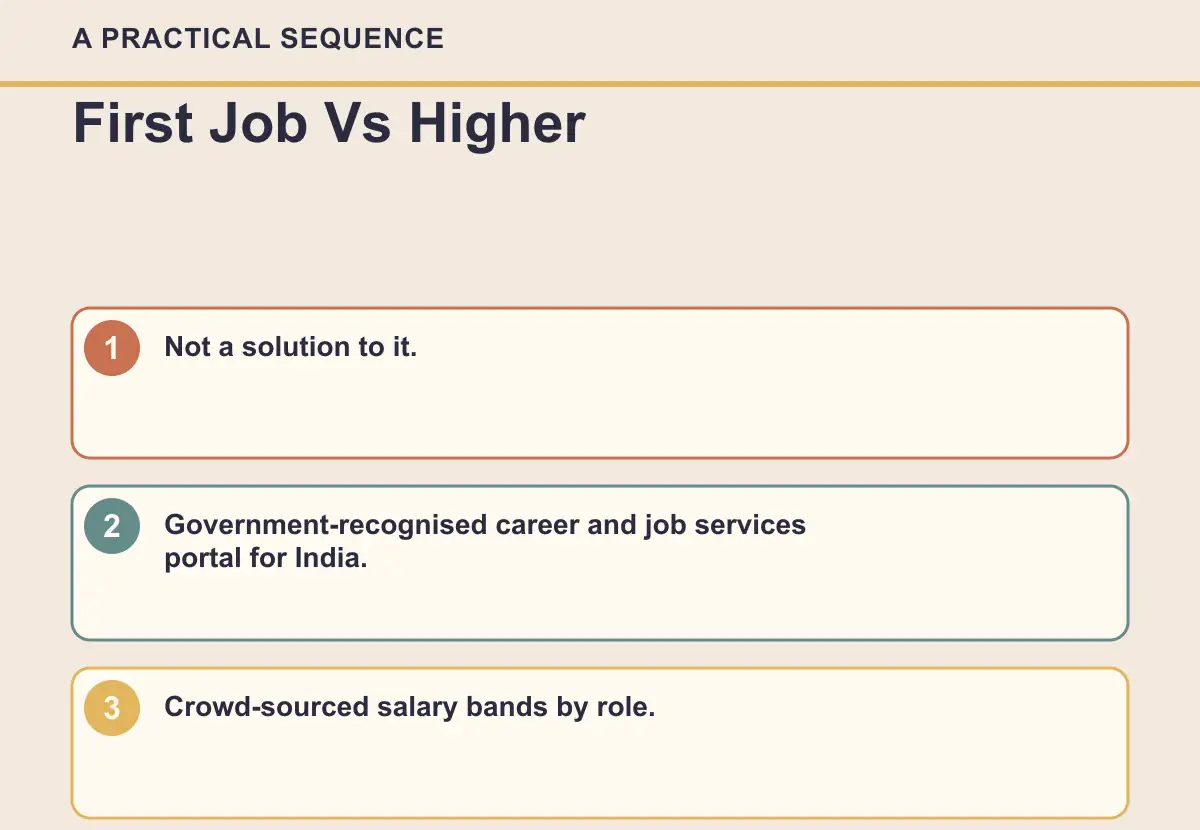 A PRACTICAL SEQUENCE
First Job Vs Higher
1
Not a solution to it.
2
Government-recognised career and job services
portal for India.
3
Crowd-sourced salary bands by role.